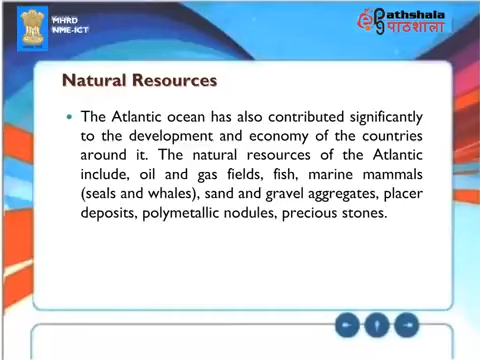 MHRD
NME-ICT
Pathshala
पाठशाला
Natural Resources
• The Atlantic ocean has also contributed significantly
to the development and economy of the countries
around it. The natural resources of the Atlantic
include, oil and gas fields, fish, marine mammals
(seals and whales), sand and gravel aggregates, placer
deposits, polymetallic nodules, precious stones.